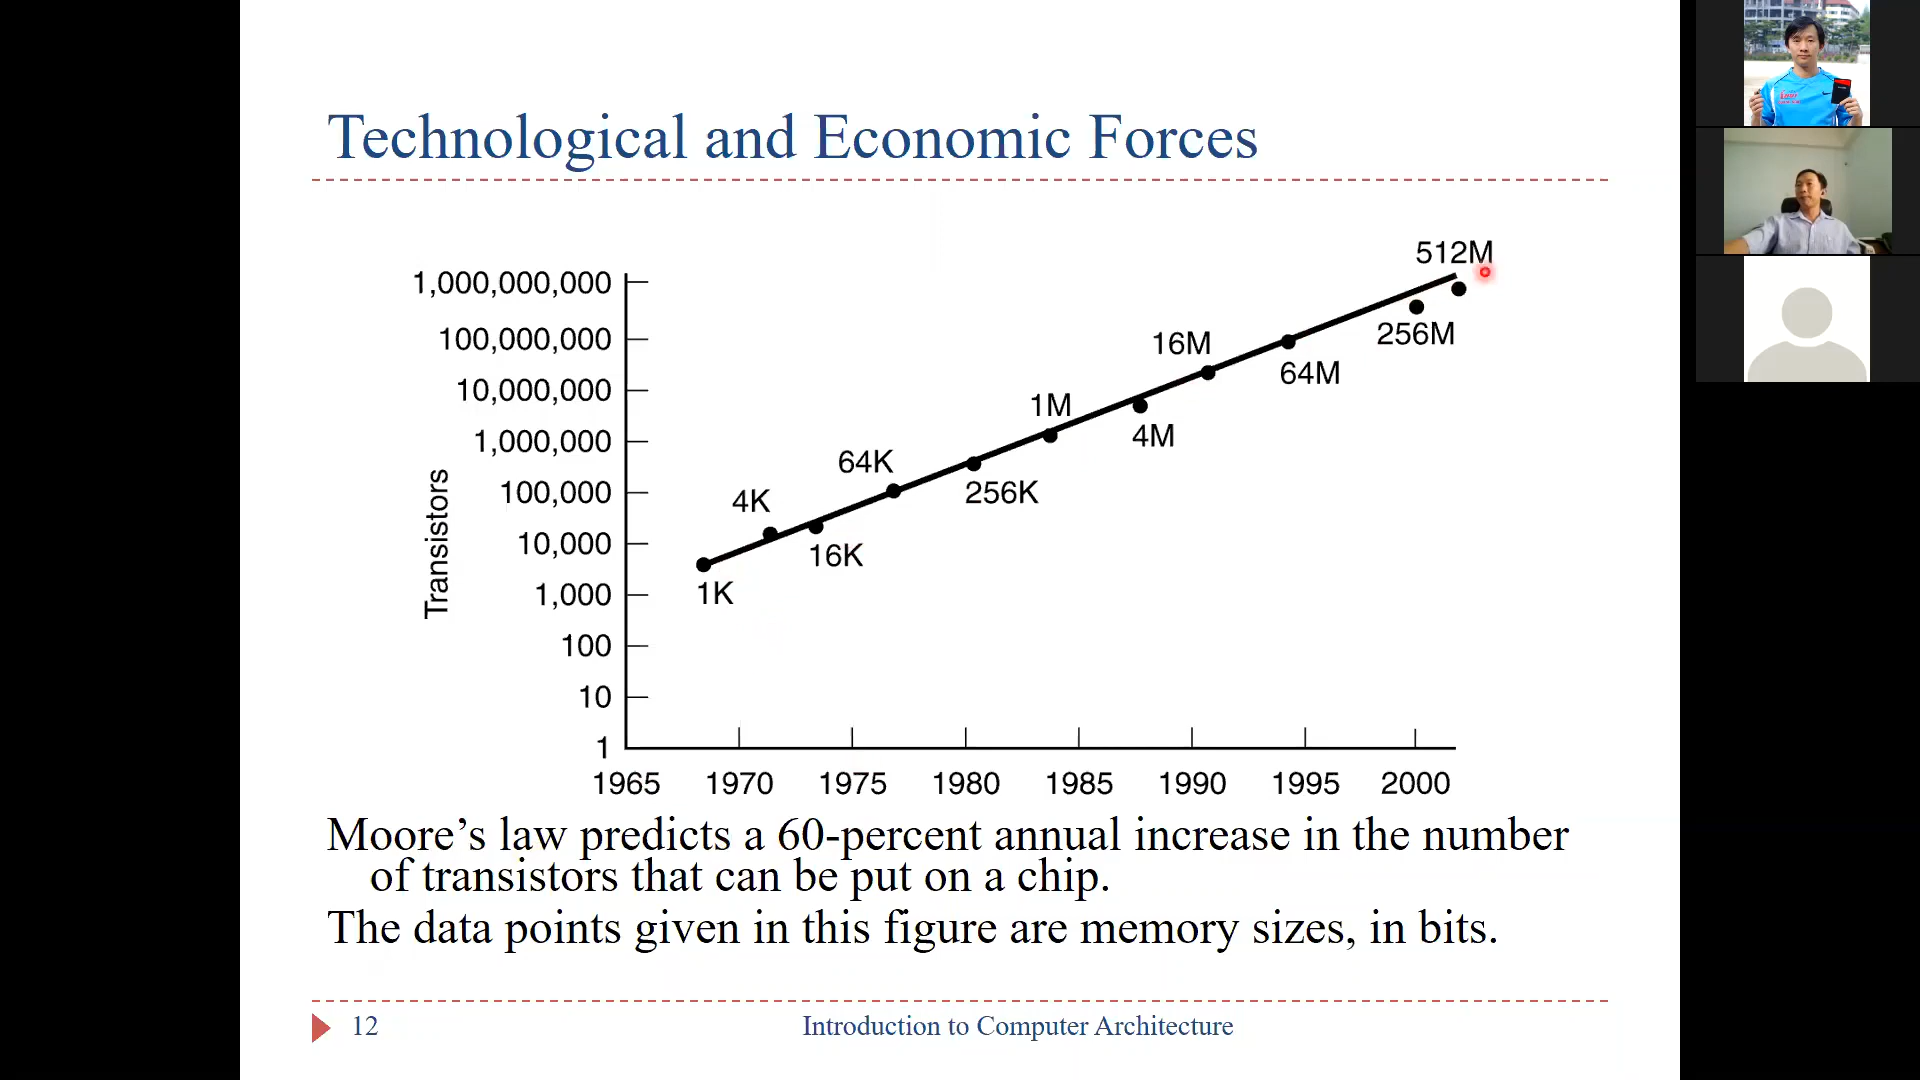 Technological and Economic Forces
512M
1,000,000,000
256M
100,000,000
16M
64M
10,000,000
1M
4M
1,000,000
64K
256K
100,000
4K
16K
10,000
1K
1,000
100
10
1
Transistors
1965 1970 1975 1980 1985 1990 1995 2000
Moore’s law predicts a 60-percent annual increase in the number
of transistors that can be put on a chip.
The data points given in this figure are memory sizes, in bits.
12 Introduction to Computer Architecture